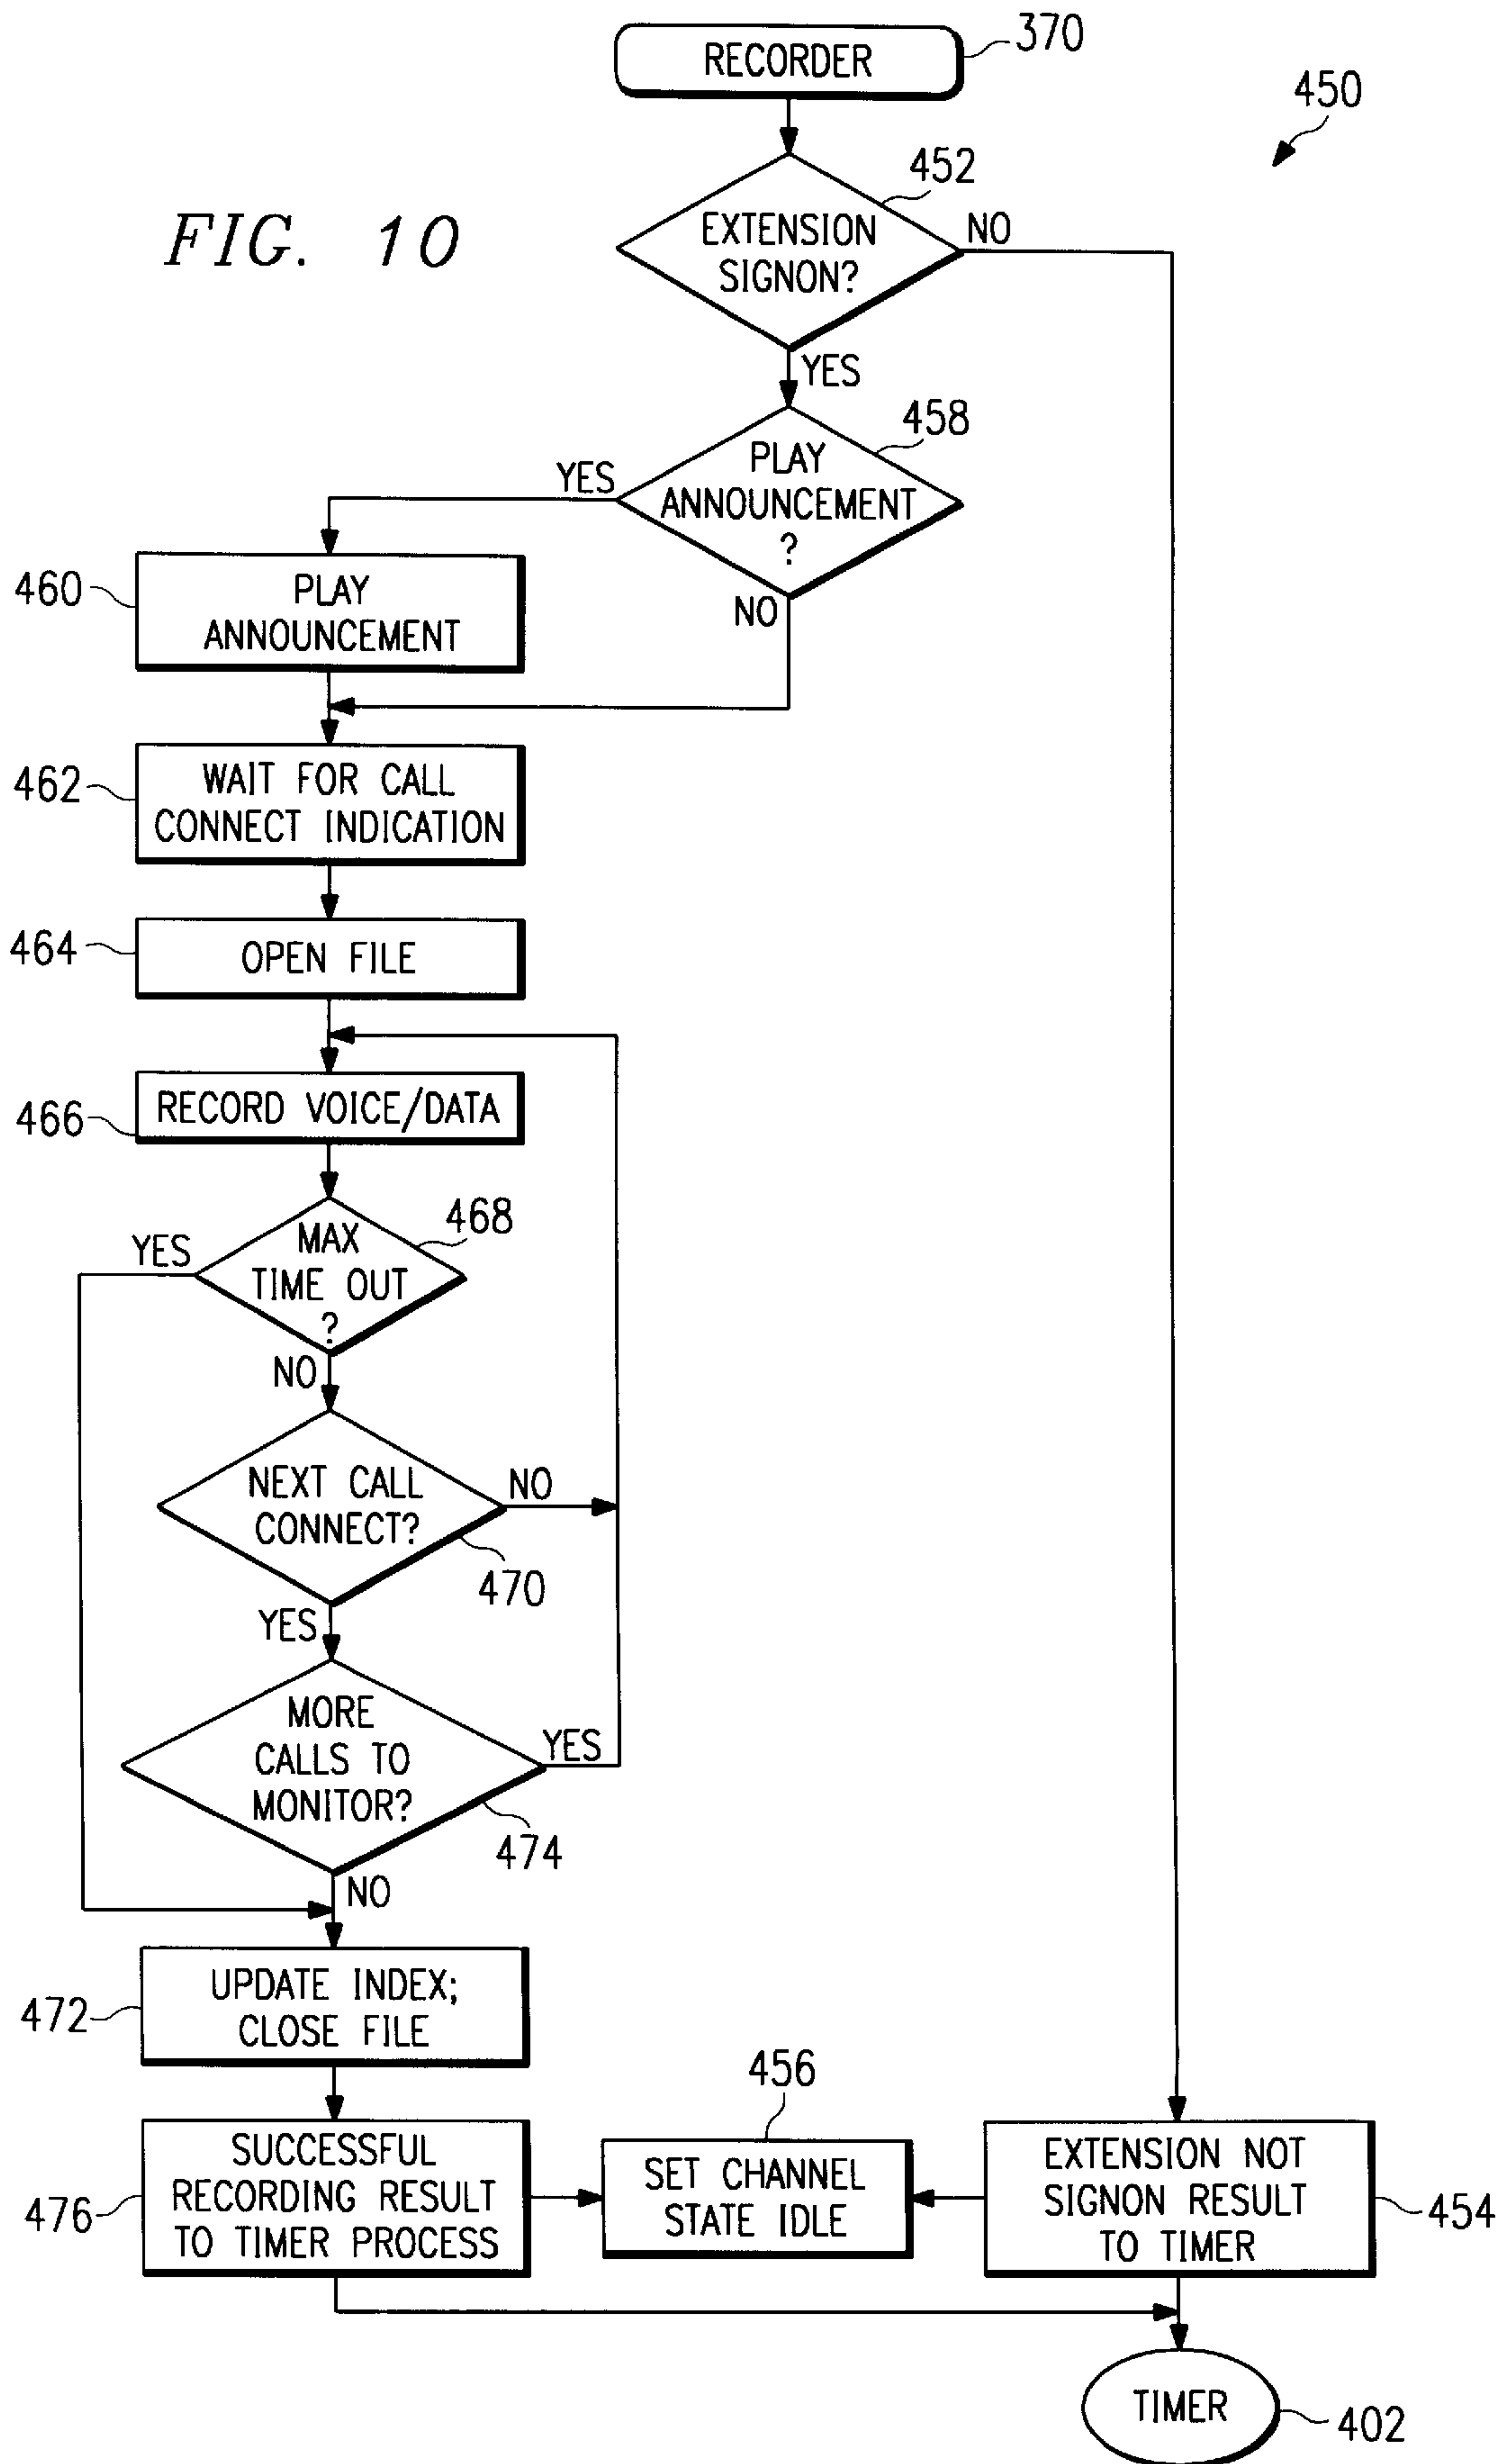 RECORDER
370
450
FIG. 10
452
EXTENSION
SIGNON?
NO
YES
458
PLAY
ANNOUNCEMENT
?
YES
NO
460
PLAY
ANNOUNCEMENT
462
WAIT FOR CALL
CONNECT INDICATION
464
OPEN FILE
466
RECORD VOICE/DATA
468
MAX
TIME OUT
?
YES
NO
NEXT CALL
CONNECT?
NO
470
YES
MORE
CALLS TO
MONITOR?
YES
474
NO
472
UPDATE INDEX;
CLOSE FILE
476
SUCCESSFUL
RECORDING RESULT
TO TIMER PROCESS
456
SET CHANNEL
STATE IDLE
EXTENSION NOT
SIGNON RESULT
TO TIMER
454
TIMER
402